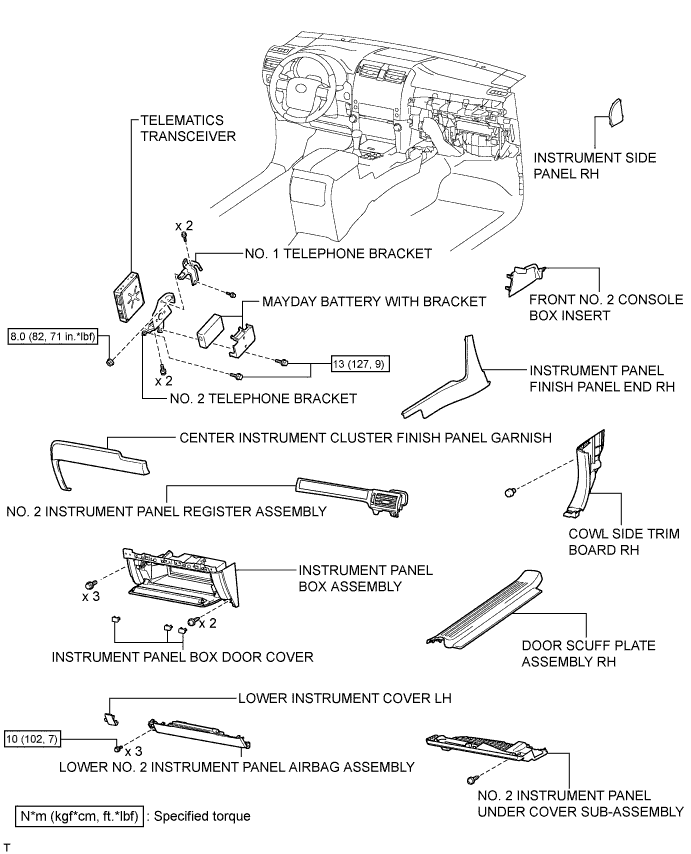 TELEMATICS
TRANSCEIVER
INSTRUMENT SIDE
PANEL RH
x 2
NO. 1 TELEPHONE BRACKET
MAYDAY BATTERY WITH BRACKET
FRONT NO. 2 CONSOLE
BOX INSERT
8.0 (82, 71 in.*lbf)
13 (127, 9)
x 2
NO. 2 TELEPHONE BRACKET
INSTRUMENT PANEL
FINISH PANEL END RH
CENTER INSTRUMENT CLUSTER FINISH PANEL GARNISH
NO. 2 INSTRUMENT PANEL REGISTER ASSEMBLY
COWL SIDE TRIM
BOARD RH
INSTRUMENT PANEL
BOX ASSEMBLY
x 3
x 2
INSTRUMENT PANEL BOX DOOR COVER
DOOR SCUFF PLATE
ASSEMBLY RH
LOWER INSTRUMENT COVER LH
10 (102, 7)
x 3
LOWER NO. 2 INSTRUMENT PANEL AIRBAG ASSEMBLY
NO. 2 INSTRUMENT PANEL
UNDER COVER SUB-ASSEMBLY
N*m (kgf*cm, ft.*lbf) : Specified torque
T